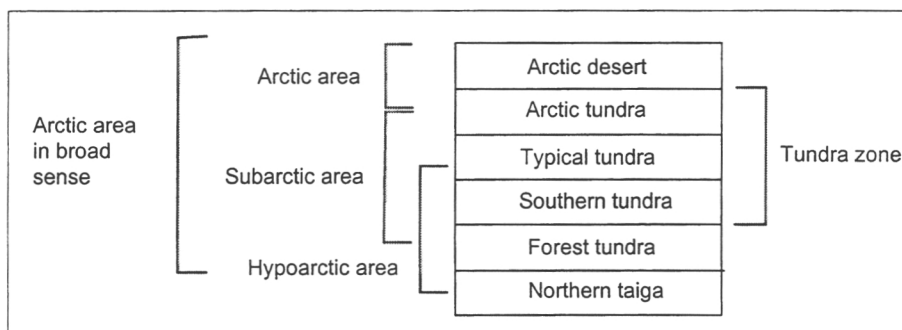 Arctic area
in broad
sense
Arctic area
Subarctic area
Hypoarctic area
Arctic desert
Arctic tundra
Typical tundra
Southern tundra
Forest tundra
Northern taiga
Tundra zone